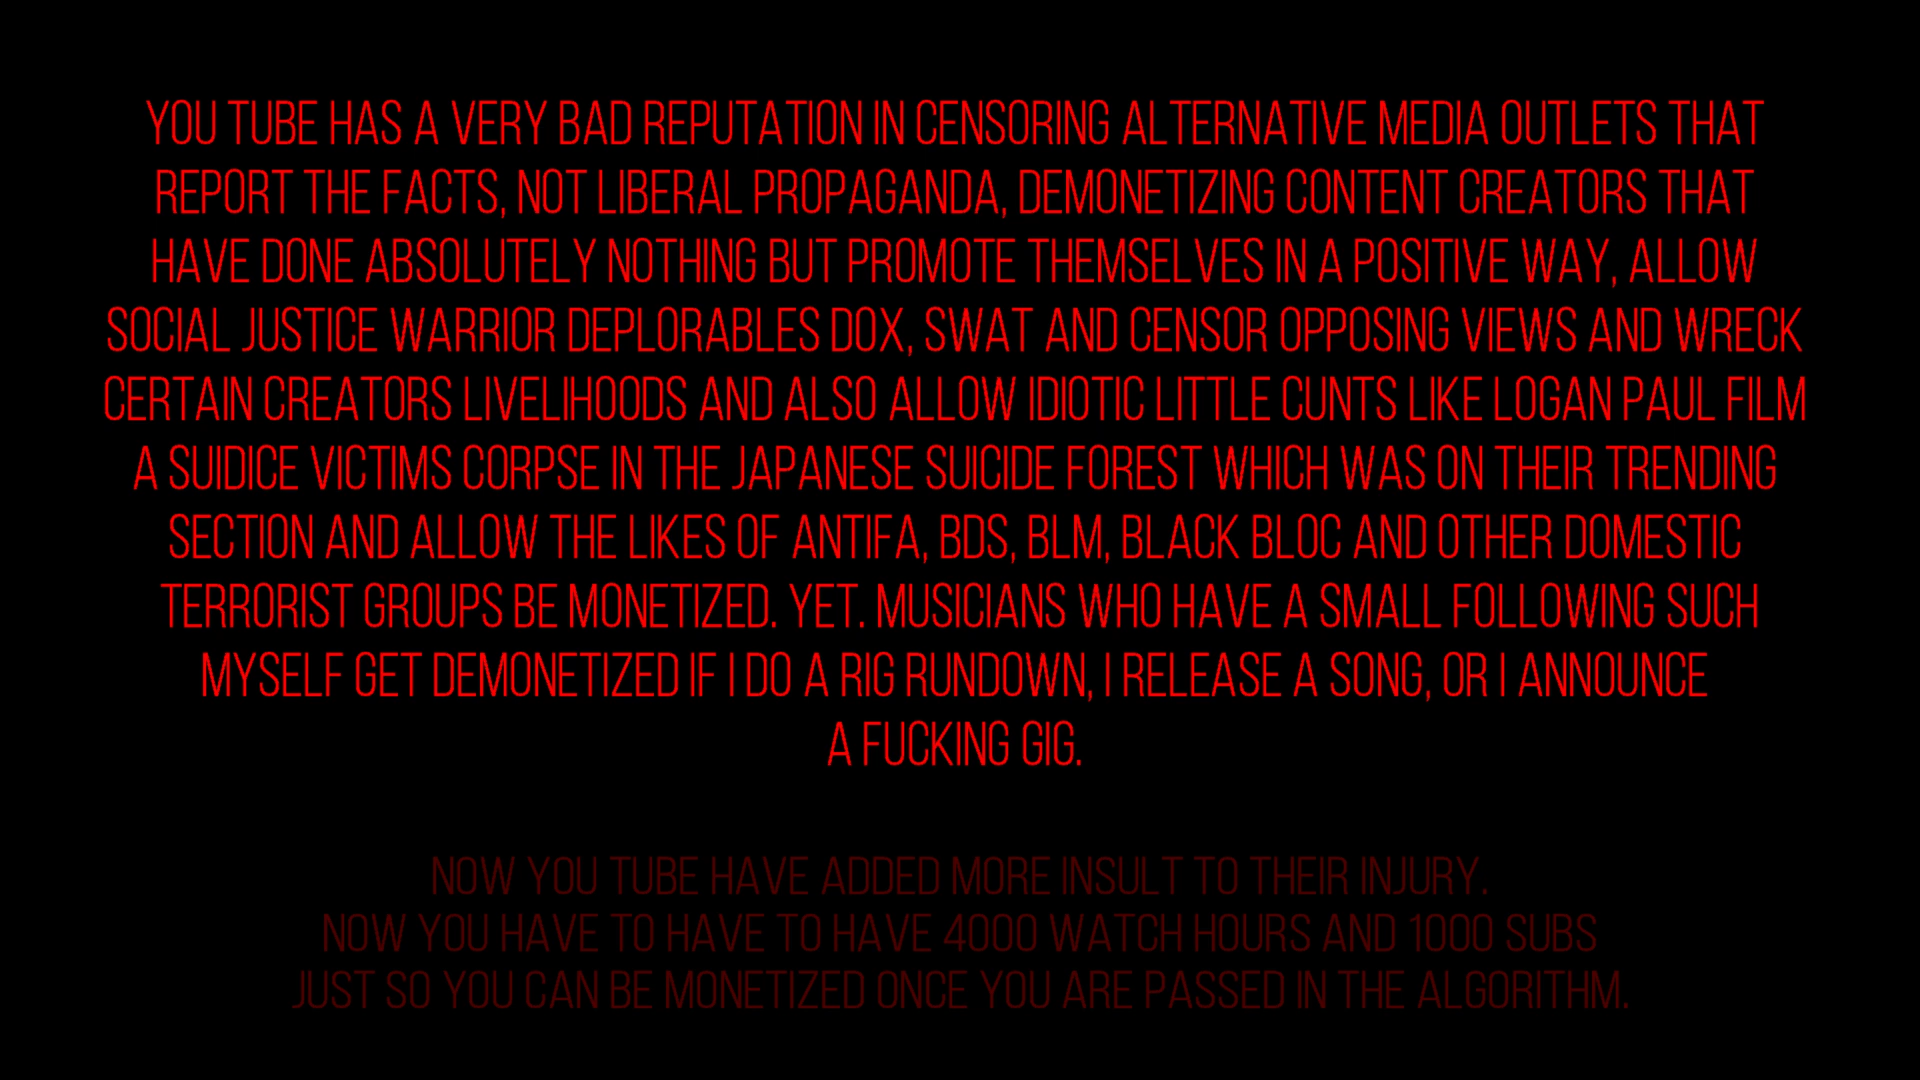 YOU TUBE HAS A VERY BAD REPUTATION IN CENSORING ALTERNATIVE MEDIA OUTLETS THAT
REPORT THE FACTS, NOT LIBERAL PROPAGANDA, DEMONETIZING CONTENT CREATORS THAT
HAVE DONE ABSOLUTELY NOTHING BUT PROMOTE THEMSELVES IN A POSITIVE WAY, ALLOW
SOCIAL JUSTICE WARRIOR DEPLORABLES DOX, SWAT AND CENSOR OPPOSING VIEWS AND WRECK
CERTAIN CREATORS LIVELIHOODS AND ALSO ALLOW IDIOTIC LITTLE CUNTS LIKE LOGAN PAUL FILM
A SUIDICE VICTIMS CORPSE IN THE JAPANESE SUICIDE FOREST WHICH WAS ON THEIR TRENDING
SECTION AND ALLOW THE LIKES OF ANTIFA, BDS, BLM, BLACK BLOC AND OTHER DOMESTIC
TERRORIST GROUPS BE MONETIZED. YET. MUSICIANS WHO HAVE A SMALL FOLLOWING SUCH
MYSELF GET DEMONETIZED IF I DO A RIG RUNDOWN, I RELEASE A SONG, OR I ANNOUNCE
A FUCKING GIG.
NOW YOU TUBE HAVE ADDED MORE INSULT TO THEIR INJURY.
NOW YOU HAVE TO HAVE TO HAVE 4000 WATCH HOURS AND 1000 SUBS
JUST SO YOU CAN BE MONETIZED ONCE YOU ARE PASSED IN THE ALGORITHM.